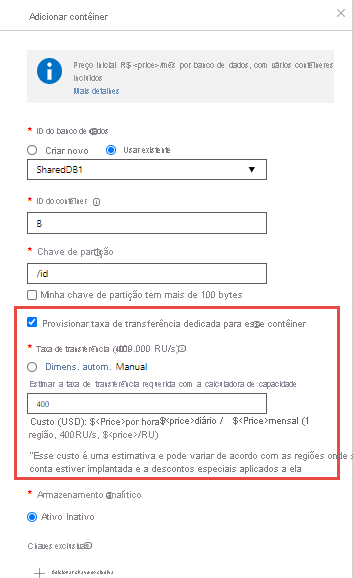 Adicionar contêiner
Preço Inicial R$<price>/mês por banco de dados, com vários contêineres
incluídos
Mais detalhes
* ID do banco de dados
Criar novo Usar existente
SharedDB1
* ID do contêiner
B
* Chave de partição
/id
Minha chave de partição tem mais de 100 bytes
Provisionar taxa de transferência dedicada para esse contêiner
* Taxa de transferência 000 RU/s)
Dimens. autom. Manual
Estimar a taxa de transferência requerida com a calculadora de capacidade
400
Custo (USD): $<Price>por hora $<price>diário / $<Price>mensal (1
região, 400RU/s, $<price>/RU)
"Esse custo é uma estimativa e pode variar de acordo com as regiões onde s
conta estiver implantada e a descontos especiais aplicados a ela
* Armazenamento analítico
Ativo Inativo
Chaves exclusivas
Adicionar chave exclusiva